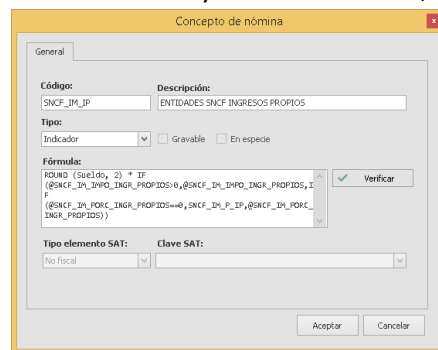 Concepto de nómina
x
General
Código:
Descripción:
SNCF_IM_IP
ENTIDADES SNCF INGRESOS PROPIOS
Tipo:
Indicador
Gravable
En especie
Fórmula:
ROUND (Sueldo, 2) * IF
(@SNCF_IM_IMPO_INGR_PROPIOS>0,@SNCF_IM_IMPO_INGR_PROPIOS,I
F
(@SNCF_IM_PORC_INGR_PROPIOS==0,SNCF_IM_P_IP,@SNCF_IM_PORC_
INGR_PROPIOS))
Verificar
Tipo elemento SAT:
Clave SAT:
No fiscal
Aceptar
Cancelar